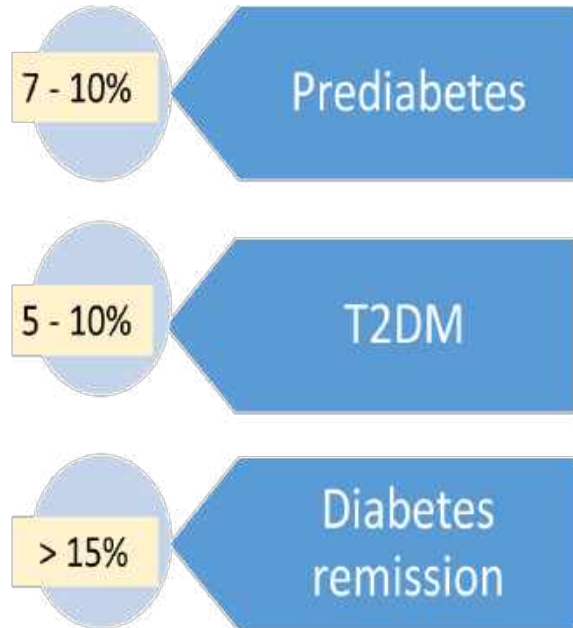 7 - 10%
Prediabetes
5 - 10%
T2DM
> 15%
Diabetes
remission